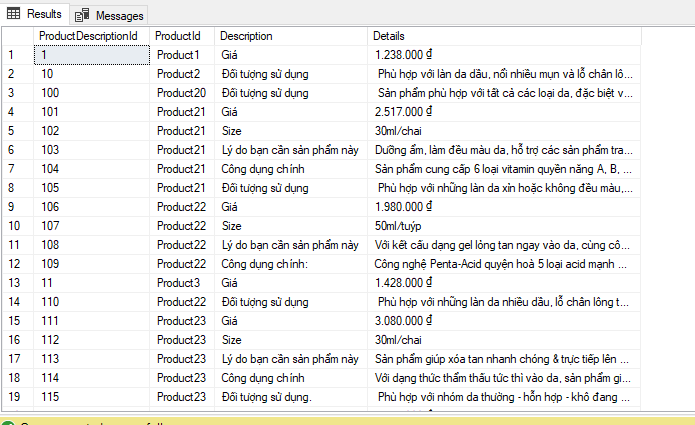 Results Messages
ProductDescriptionId ProductId Description Details
1 1 Product1 Giá 1.238.000 ₫
2 10 Product2 Đối tượng sử dụng Phù hợp với làn da dầu, nổi nhiều mụn và lỗ chân lô...
3 100 Product20 Đối tượng sử dụng Sản phẩm phù hợp với tất cả các loại da, đặc biệt v...
4 101 Product21 Giá 2.517.000 ₫
5 102 Product21 Size 30ml/chai
6 103 Product21 Lý do bạn cần sản phẩm này Dưỡng ẩm, làm đều màu da, hỗ trợ các sản phẩm tra...
7 104 Product21 Công dụng chính Sản phẩm cung cấp 6 loại vitamin quyền năng A, B, ...
8 105 Product21 Đối tượng sử dụng Phù hợp với những làn da xỉn hoặc không đều màu,...
9 106 Product22 Giá 1.980.000 ₫
10 107 Product22 Size 50ml/tuýp
11 108 Product22 Lý do bạn cần sản phẩm này Với kết cấu dạng gel lỏng tan ngay vào da, cùng cô...
12 109 Product22 Công dụng chính: Công nghệ Penta-Acid quyện hoà 5 loại acid mạnh ...
13 11 Product3 Giá 1.428.000 ₫
14 110 Product22 Đối tượng sử dụng Phù hợp với những làn da nhiều dầu, lỗ chân lông t...
15 111 Product23 Giá 3.080.000 ₫
16 112 Product23 Size 30ml/chai
17 113 Product23 Lý do bạn cần sản phẩm này Sản phẩm giúp xóa tan nhanh chóng & trực tiếp lên ...
18 114 Product23 Công dụng chính Với dạng thức thẩm thấu tức thì vào da, sản phẩm gi...
19 115 Product23 Đối tượng sử dụng. Phù hợp với nhóm da thường - hỗn hợp - khô đang ...